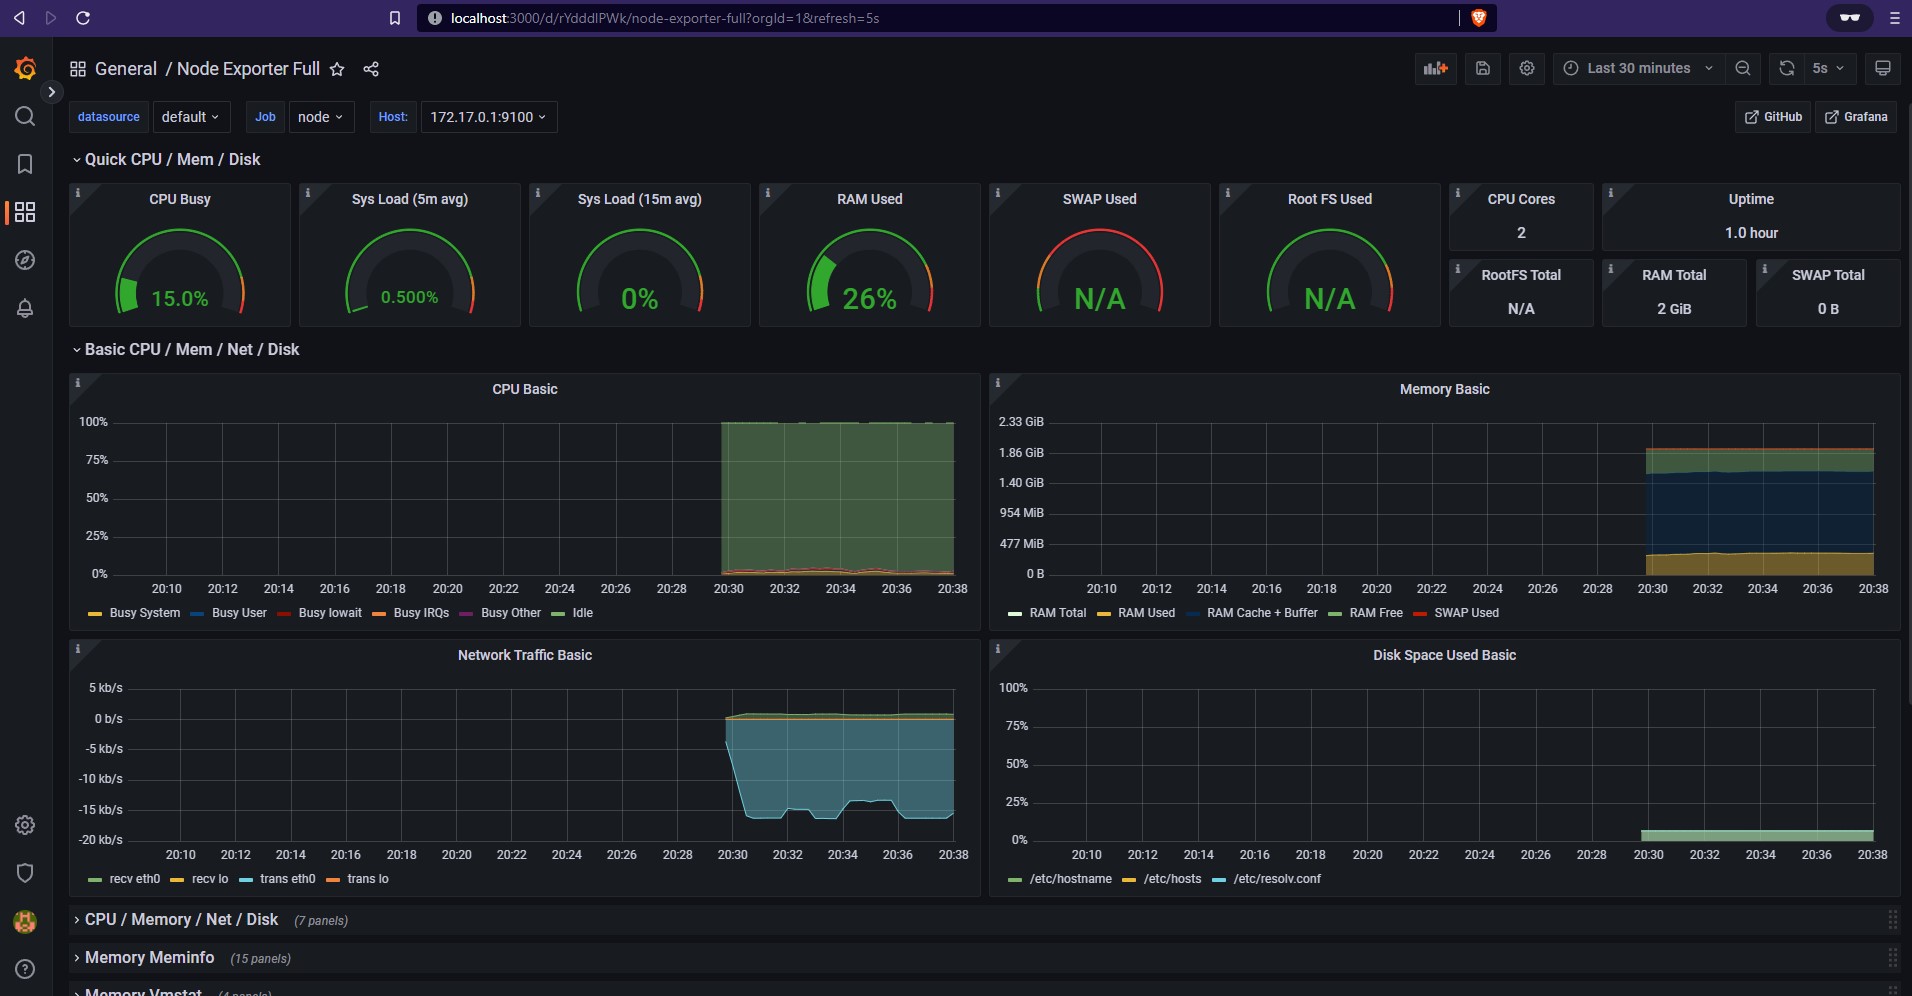 localhost:3000/d/rYdddlPWk/node-exporter-full?orgId=1&refresh=5s
General / Node Exporter Full
Last 30 minutes
5s
datasource default Job node Host: 172.17.0.1:9100
GitHub Grafana
Quick CPU / Mem / Disk
CPU Busy
15.0%
Sys Load (5m avg)
0.500%
Sys Load (15m avg)
0%
RAM Used
26%
SWAP Used
N/A
Root FS Used
N/A
CPU Cores
2
Uptime
1.0 hour
RootFS Total
N/A
RAM Total
2 GiB
SWAP Total
0 B
Basic CPU / Mem / Net / Disk
CPU Basic
100%
75%
50%
25%
0%
20:10 20:12 20:14 20:16 20:18 20:20 20:22 20:24 20:26 20:28 20:30 20:32 20:34 20:36 20:38
Busy System Busy User Busy Iowait Busy IRQs Busy Other Idle
Memory Basic
2.33 GiB
1.86 GiB
1.40 GiB
954 MiB
477 MiB
0 B
20:10 20:12 20:14 20:16 20:18 20:20 20:22 20:24 20:26 20:28 20:30 20:32 20:34 20:36 20:38
RAM Total RAM Used RAM Cache + Buffer RAM Free SWAP Used
Network Traffic Basic
5 kb/s
0 b/s
-5 kb/s
-10 kb/s
-15 kb/s
-20 kb/s
20:10 20:12 20:14 20:16 20:18 20:20 20:22 20:24 20:26 20:28 20:30 20:32 20:34 20:36 20:38
recv eth0 recv lo trans eth0 trans lo
Disk Space Used Basic
100%
75%
50%
25%
0%
20:10 20:12 20:14 20:16 20:18 20:20 20:22 20:24 20:26 20:28 20:30 20:32 20:34 20:36 20:38
/etc/hostname /etc/hosts /etc/resolv.conf
CPU / Memory / Net / Disk (7 panels)
Memory Meminfo (15 panels)
Memory Vmstat (4 panels)